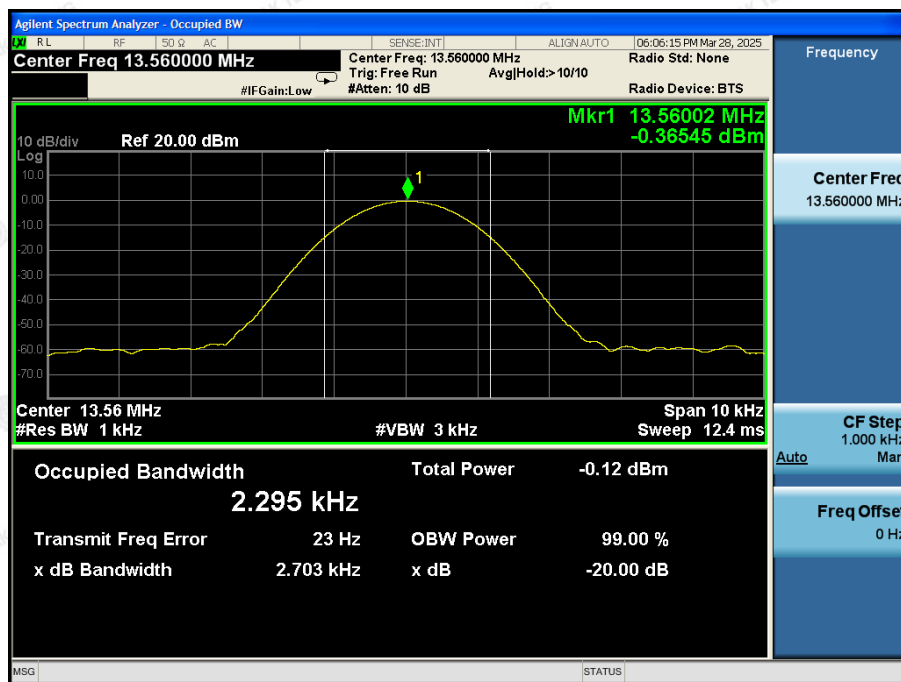 Agilent Spectrum Analyzer - Occupied BW
LXI RL RF 50 Ω AC SENSE:INT ALIGN AUTO 06:06:15 PM Mar 28, 2025
Center Freq 13.560000 MHz
Center Freq: 13.560000 MHz
Radio Std: None
Trig: Free Run Avg|Hold:> 10/10
#IFGain:Low
#Atten: 10 dB
Radio Device: BTS
Mkr1 13.56002 MHz
-0.36545 dBm
10 dB/div Ref 20.00 dBm
Log
10.0
0.00
-10.0
-20.0
-30.0
-40.0
-50.0
-60.0
-70.0
1
Center 13.56 MHz Span 10 kHz
#Res BW 1 kHz #VBW 3 kHz Sweep 12.4 ms
Occupied Bandwidth Total Power -0.12 dBm
2.295 kHz
Transmit Freq Error 23 Hz OBW Power 99.00 %
x dB Bandwidth 2.703 kHz x dB -20.00 dB
Frequency
Center Freq
13.560000 MHz
CF Step
1.000 kHz
Auto Man
Freq Offset
0 Hz
MSG STATUS